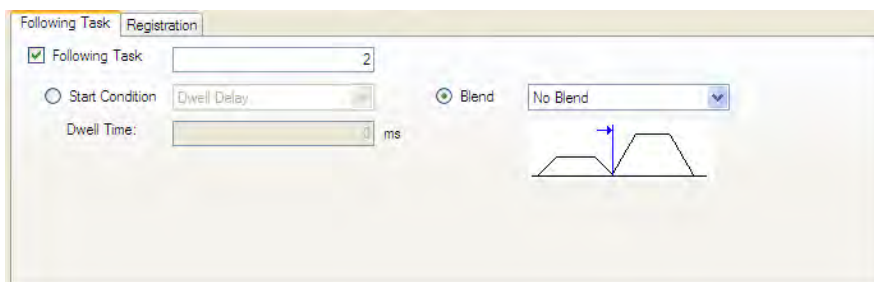 Following Task Registration
Following Task 2
Start Condition Dwell Delay Blend No Blend
Dwell Time: 0 ms